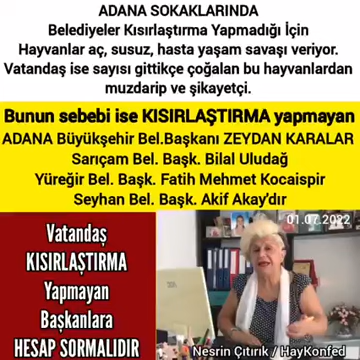 ADANA SOKAKLARINDA
Belediyeler Kısırlaştırma Yapmadığı İçin
Hayvanlar aç, susuz, hasta yaşam savaşı veriyor.
Vatandaş ise sayısı gittikçe çoğalan bu hayvanlardan
muzdarip ve şikayetçi.
Bunun sebebi ise KISIRLAŞTIRMA yapmayan
ADANA Büyükşehir Bel.Başkanı ZEYDAN KARALAR
Sarıçam Bel. Başk. Bilal Uludağ
Yüreğir Bel. Başk. Fatih Mehmet Kocaispir
Seyhan Bel. Başk. Akif Akay'dır
Vatandaş
KISIRLAŞTIRMA
Yapmayan
Başkanlara
HESAP SORMALIDIR
01.07.2022
Nesrin Çıtırık / HayKonfed